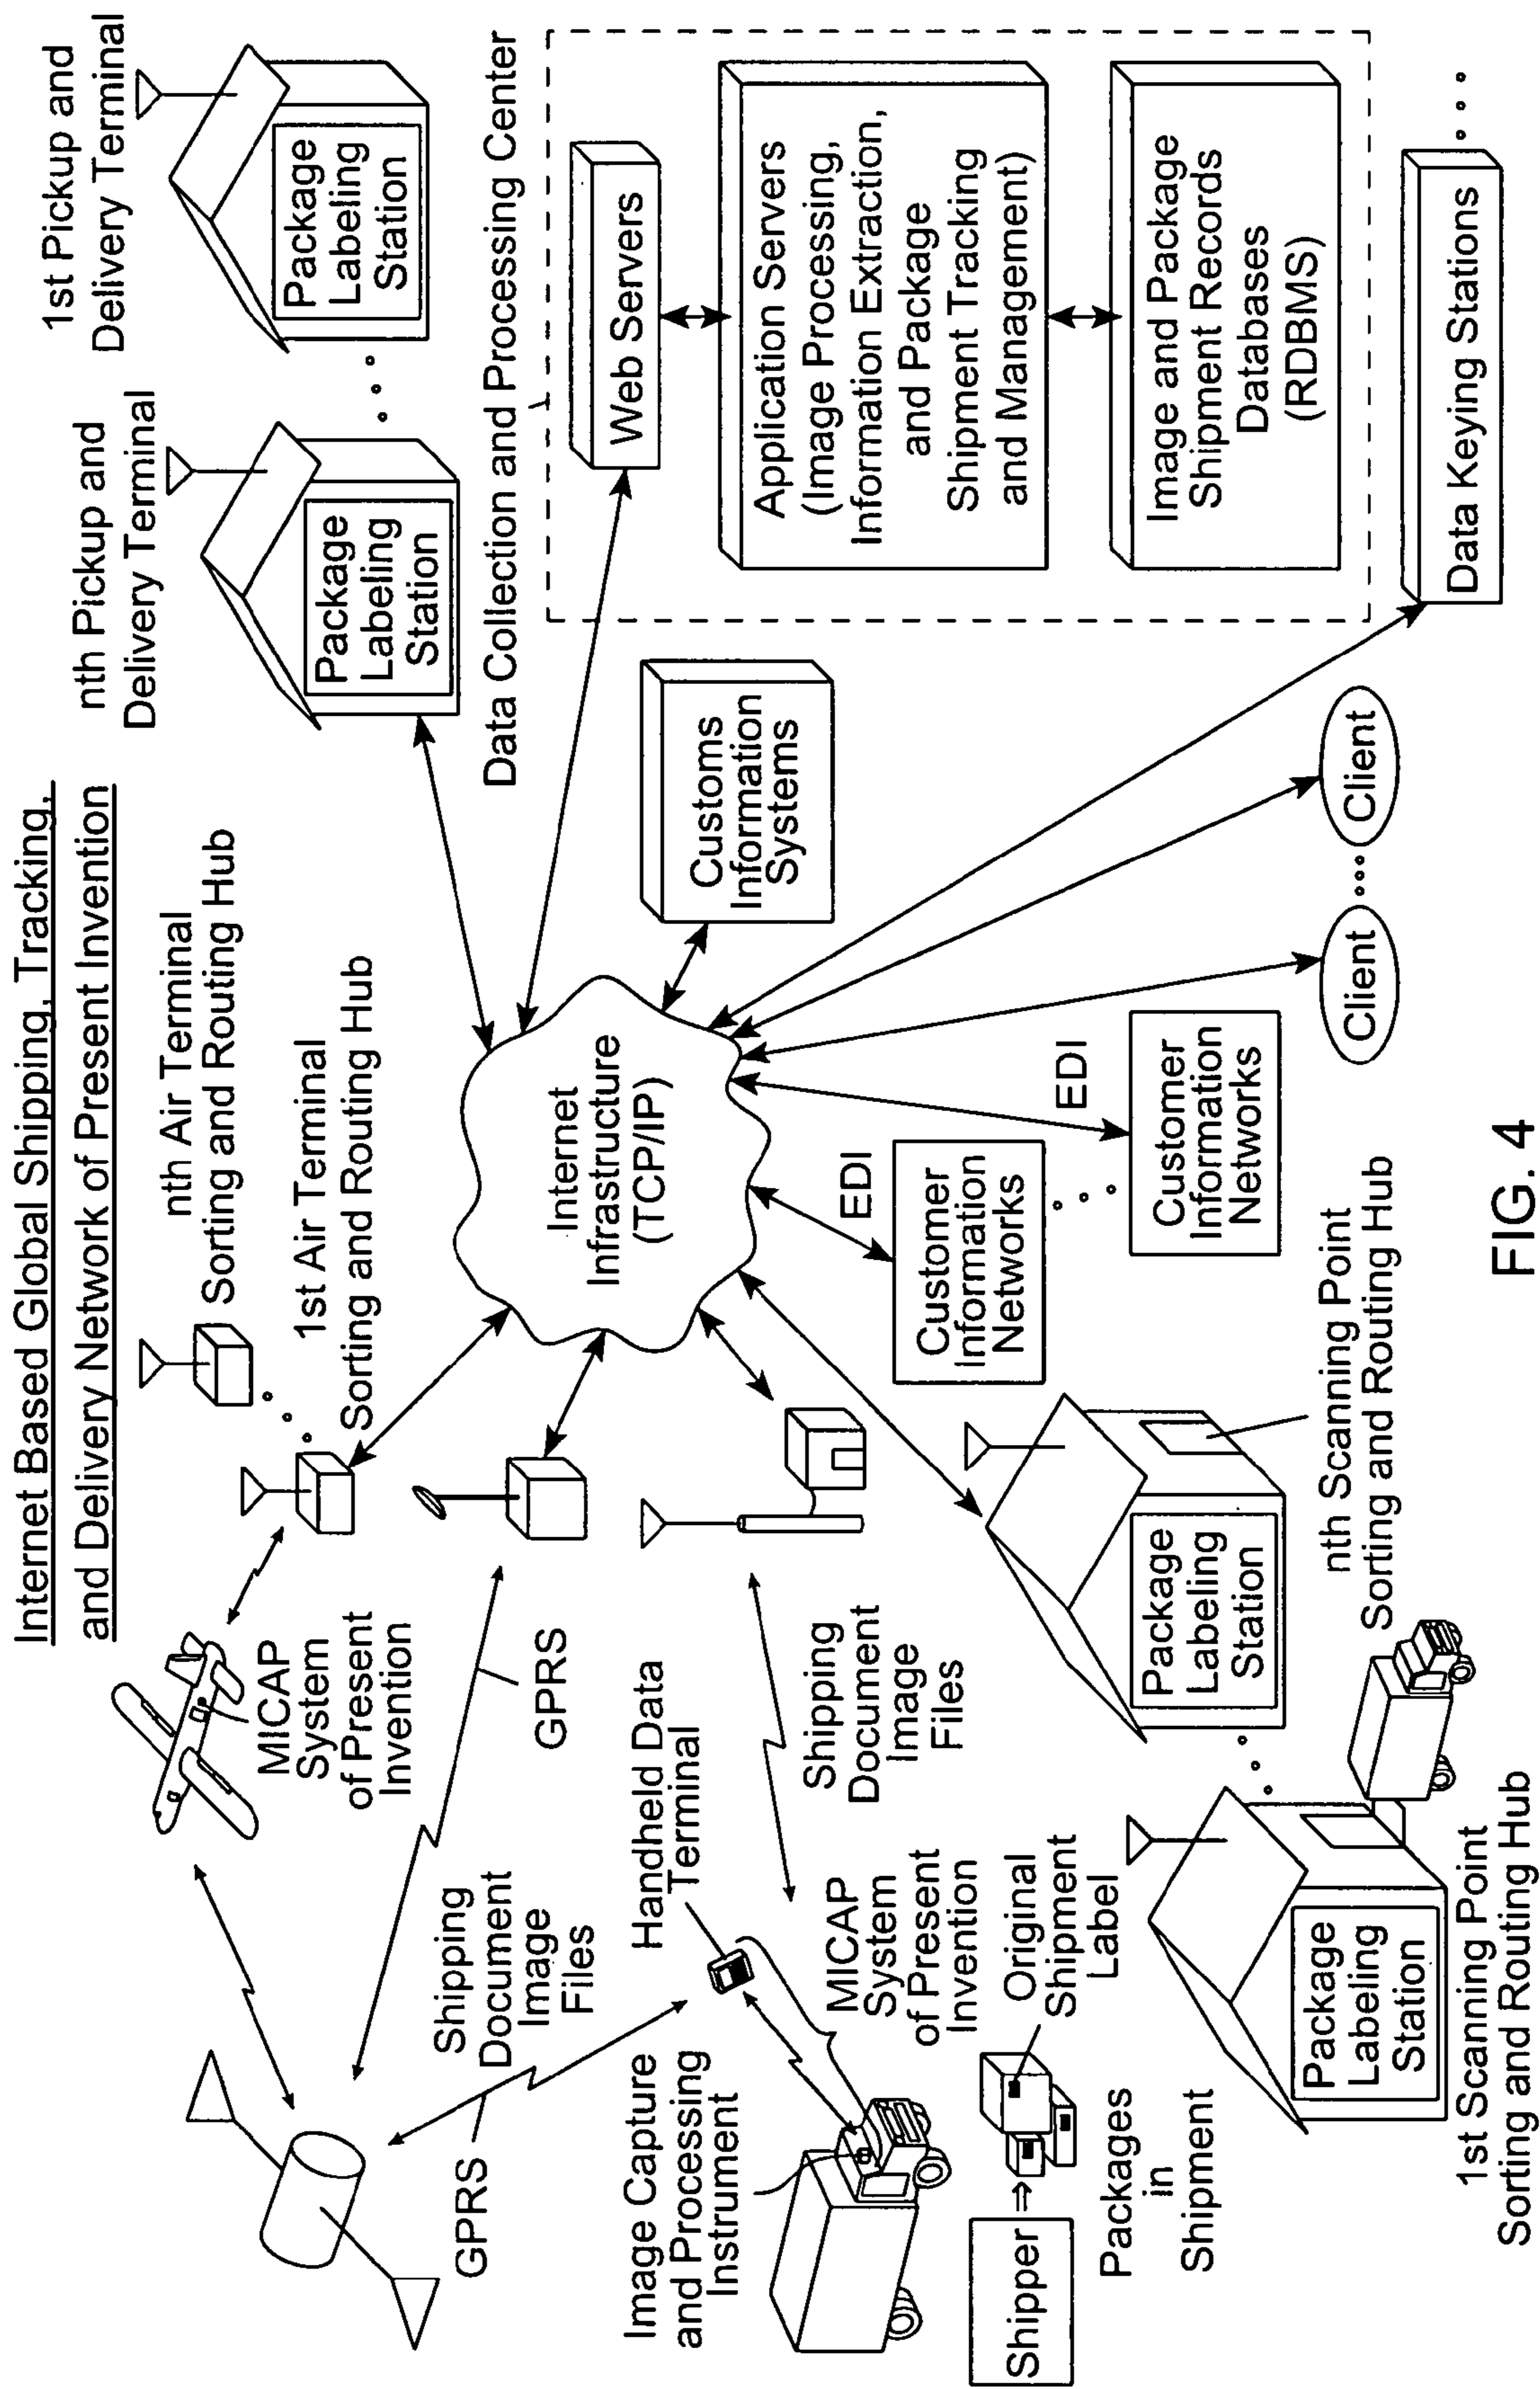 Internet Based Global Shipping, Tracking,
and Delivery Network of Present Invention
nth Air Terminal
Sorting and Routing Hub
1st Air Terminal
Sorting and Routing Hub
nth Pickup and
Delivery Terminal
Package
Labeling
Station
1st Pickup and
Delivery Terminal
Package
Labeling
Station
MICAP
System
of Present
Invention
GPRS
Shipping
Document
Image
Files
GPRS
Handheld Data
Terminal
Image Capture
and Processing
Instrument
Shipping
Document
Image
Files
MICAP
System
of Present
Invention
Shipper
Original
Shipment
Label
Packages
in
Shipment
Internet
Infrastructure
(TCP/IP)
Data Collection and Processing Center
Web Servers
Application Servers
(Image Processing,
Information Extraction,
and Package
Shipment Tracking
and Management)
Image and Package
Shipment Records
Databases
(RDBMS)
Data Keying Stations
Customs
Information
Systems
Client
Client
EDI
Customer
Information
Networks
EDI
Customer
Information
Networks
Package
Labeling
Station
nth Scanning Point
Sorting and Routing Hub
Package
Labeling
Station
1st Scanning Point
Sorting and Routing Hub
FIG. 4